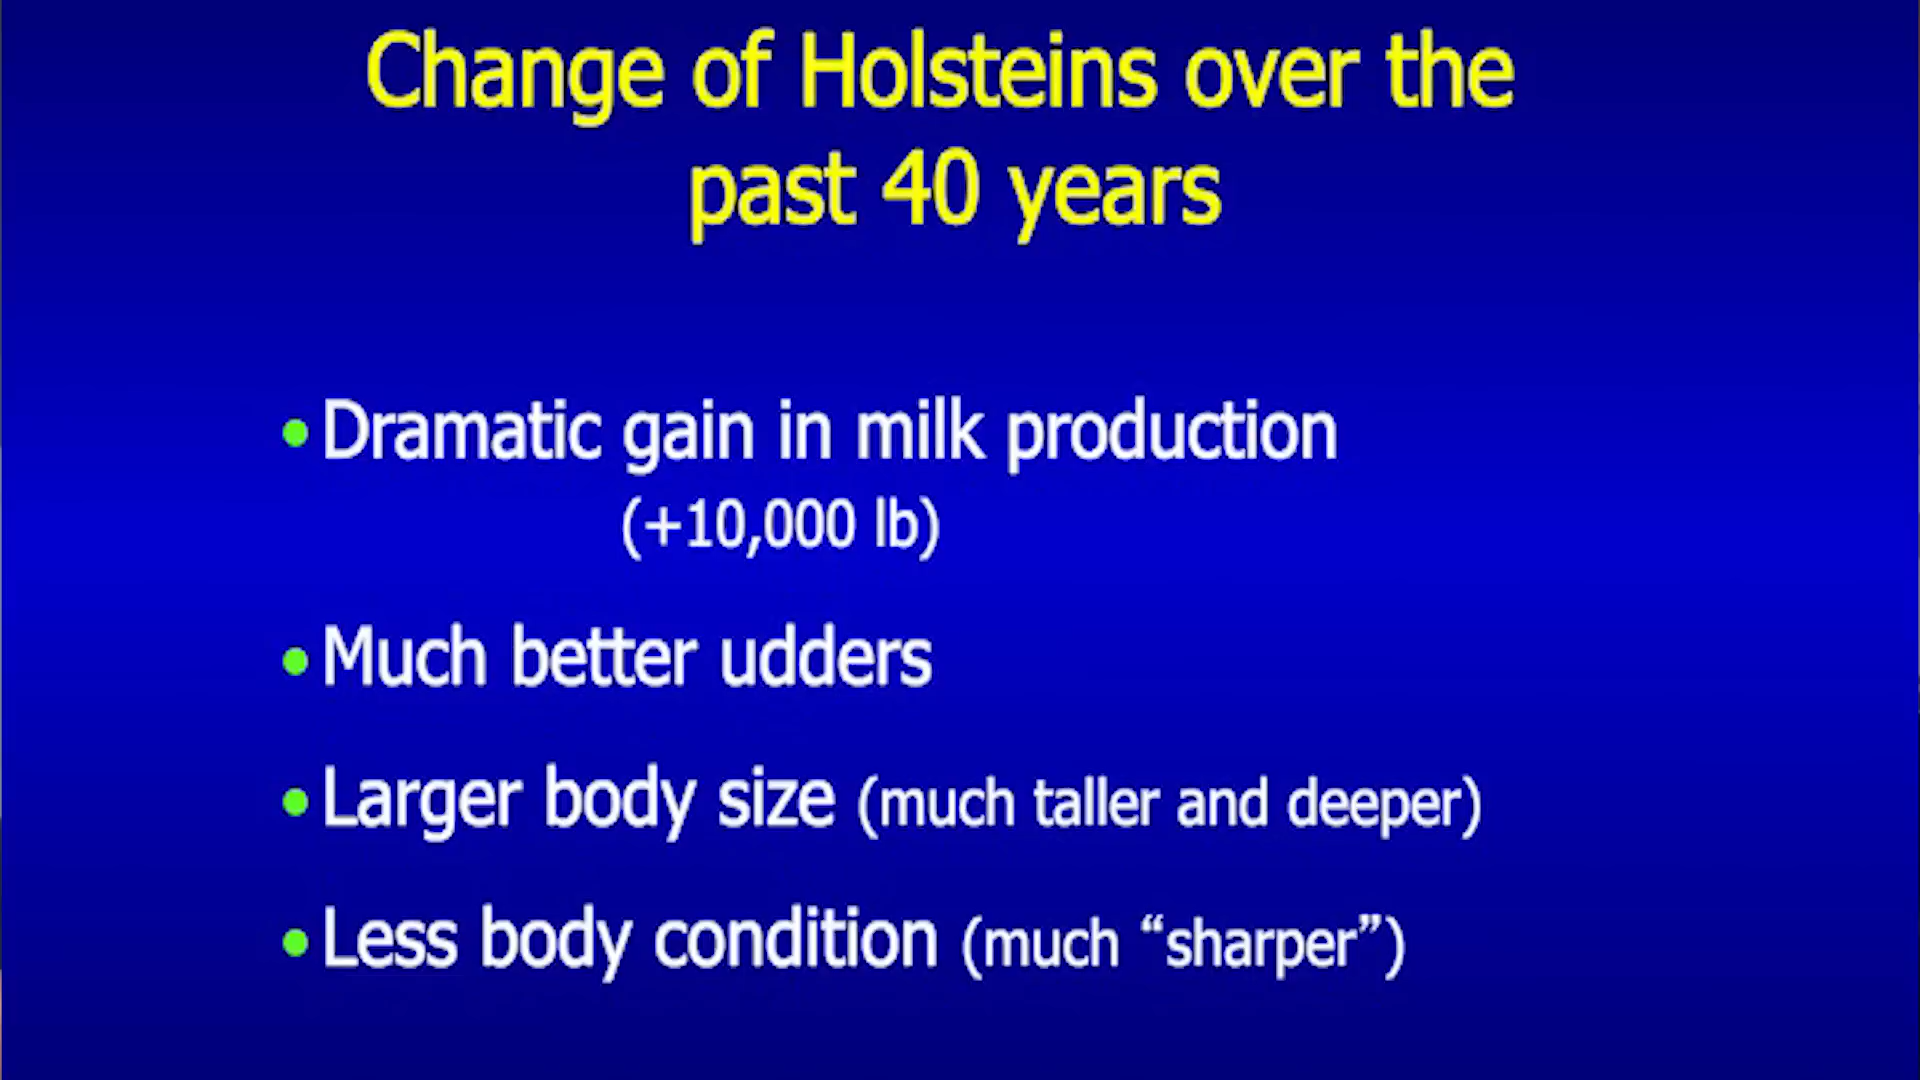 Change of Holsteins over the
past 40 years
• Dramatic gain in milk production
(+10,000 lb)
• Much better udders
• Larger body size (much taller and deeper)
• Less body condition (much “sharper”)